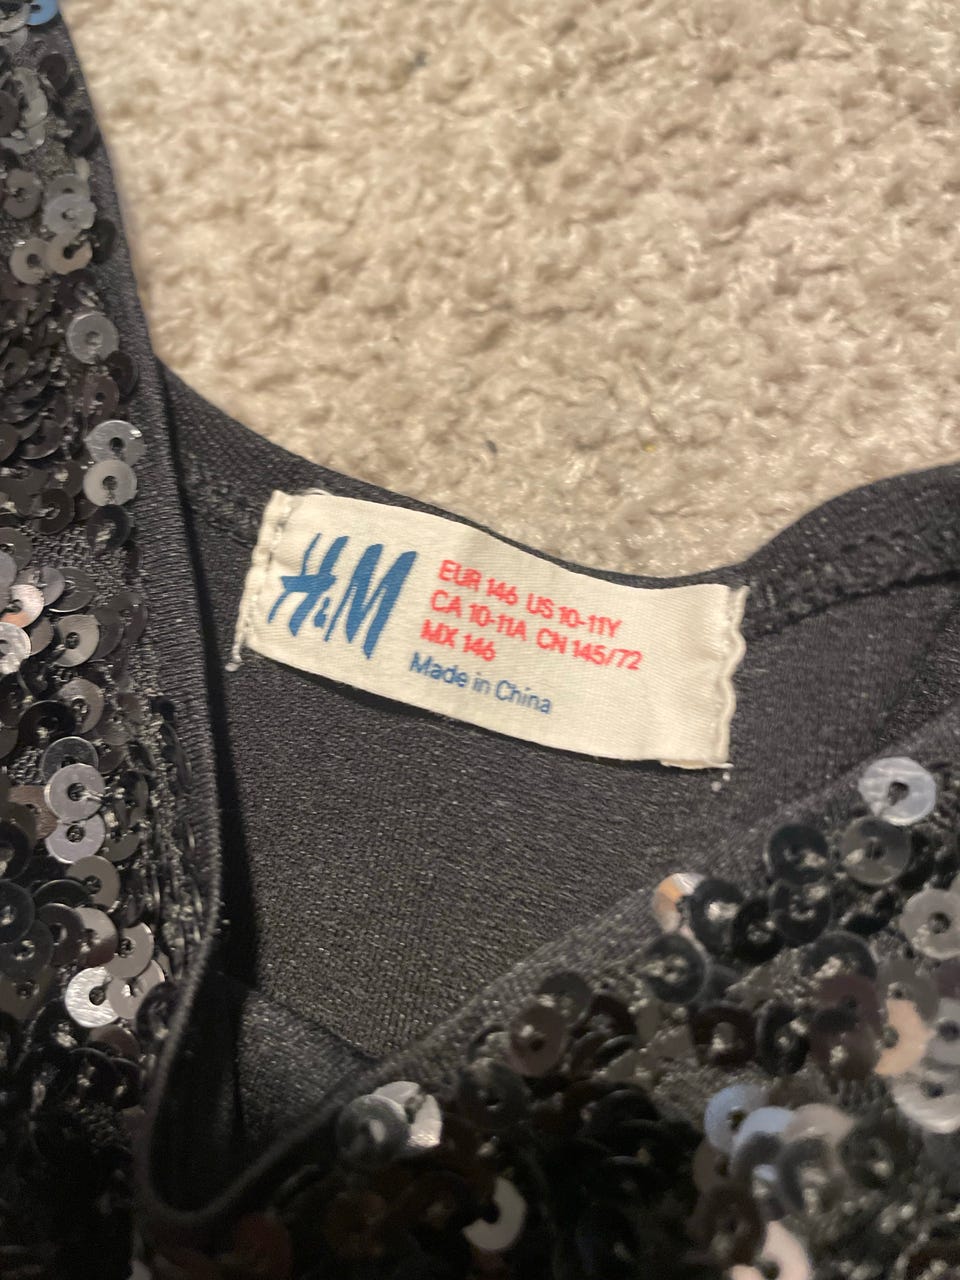 H&M
EUR 146 US 10-11Y
CA 10-11A CN 145/72
MX 146
Made in China